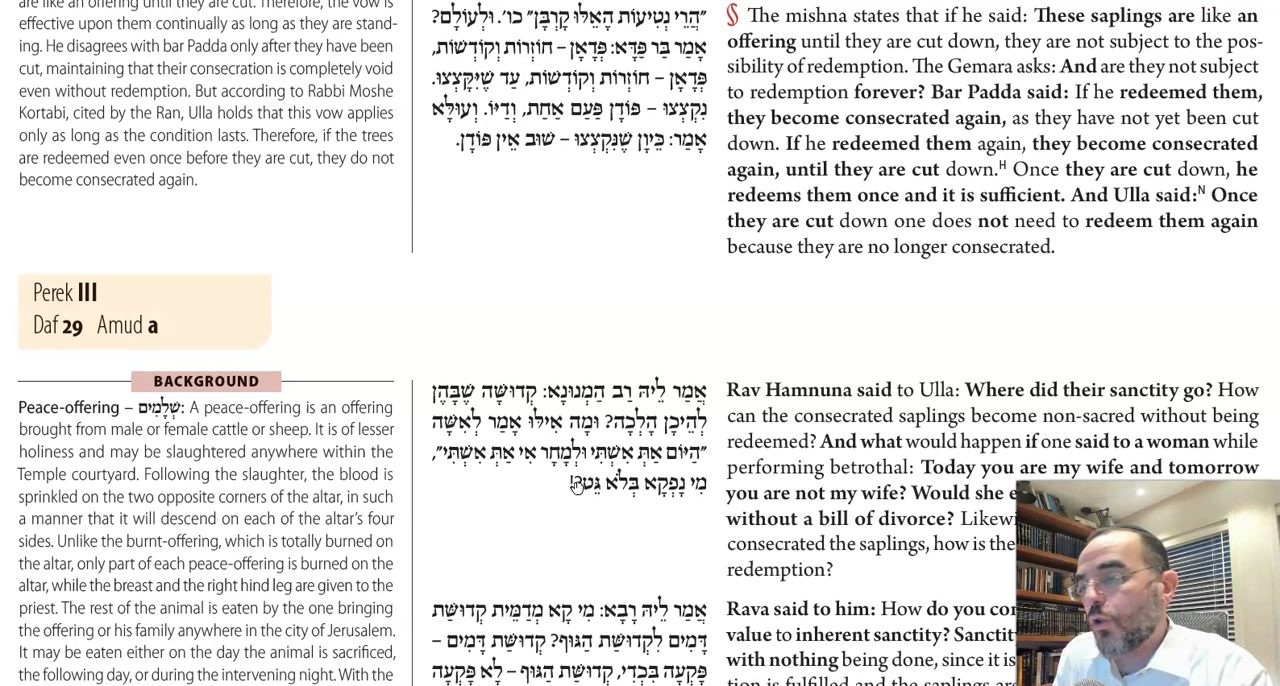 are like an offering until they are cut. Therefore, the vow is
effective upon them continually as long as they are stand-
ing. He disagrees with bar Padda only after they have been
cut, maintaining that their consecration is completely void
even without redemption. But according to Rabbi Moshe
Kortabi, cited by the Ran, Ulla holds that this vow applies
only as long as the condition lasts. Therefore, if the trees
are redeemed even once before they are cut, they do not
become consecrated again.
״הֲרֵי נְטִיעוֹת הָאֵלּוּ קׇרְבָּן״ כו׳. וּלְעוֹלָם?
אָמַר בַּר פְּדָא: פְּדָאָן – חוֹזְרוֹת וְקוֹדְשׁוֹת,
פְּדָאָן – חוֹזְרוֹת וְקוֹדְשׁוֹת, עַד שֶׁיִּקָּצְצוּ.
נִקְצְצוּ – פּוֹדָן פַּעַם אַחַת, וְדַיּוֹ. וְעוּלָּא
אָמַר: כֵּיוָן שֶׁנִּקְצְצוּ – שׁוּב אֵין פּוֹדָן.
§ The mishna states that if he said: These saplings are like an
offering until they are cut down, they are not subject to the pos-
sibility of redemption. The Gemara asks: And are they not subject
to redemption forever? Bar Padda said: If he redeemed them,
they become consecrated again, as they have not yet been cut
down. If he redeemed them again, they become consecrated
again, until they are cut down.H Once they are cut down, he
redeems them once and it is sufficient. And Ulla said:N Once
they are cut down one does not need to redeem them again
because they are no longer consecrated.
Perek III
Daf 29 Amud a
BACKGROUND
Peace-offering – שְׁלָמִים: A peace-offering is an offering
brought from male or female cattle or sheep. It is of lesser
holiness and may be slaughtered anywhere within the
Temple courtyard. Following the slaughter, the blood is
sprinkled on the two opposite corners of the altar, in such
a manner that it will descend on each of the altar's four
sides. Unlike the burnt-offering, which is totally burned on
the altar, only part of each peace-offering is burned on the
altar, while the breast and the right hind leg are given to the
priest. The rest of the animal is eaten by the one bringing
the offering or his family anywhere in the city of Jerusalem.
It may be eaten either on the day the animal is sacrificed,
the following day, or during the intervening night. With the
אֲמַר לֵיהּ רַב הַמְנוּנָא: קְדוּשָּׁה שֶׁבָּהֶן
לְהֵיכָן הָלְכָה? וּמָה אִילּוּ אָמַר לְאִשָּׁה
״הַיּוֹם אַתְּ אִשְׁתִּי וּלְמָחָר אִי אַתְּ אִשְׁתִּי״,
מִי נָפְקָא בְּלֹא גֵּט?!
אֲמַר לֵיהּ רָבָא: מִי קָא מְדַמֵּית קְדוּשַּׁת
דָּמִים לִקְדוּשַּׁת הַגּוּף? קְדוּשַּׁת דָּמִים –
פָּקְעָה בִּכְדִי, קְדוּשַּׁת הַגּוּף – לָא פָּקְעָה
Rav Hamnuna said to Ulla: Where did their sanctity go? How
can the consecrated saplings become non-sacred without being
redeemed? And what would happen if one said to a woman while
performing betrothal: Today you are my wife and tomorrow
you are not my wife? Would she
without a bill of divorce? Likewi
consecrated the saplings, how is the
redemption?
Rava said to him: How do you co
value to inherent sanctity? Sanctit
with nothing being done, since it is
tion is fulfilled and the saplings are